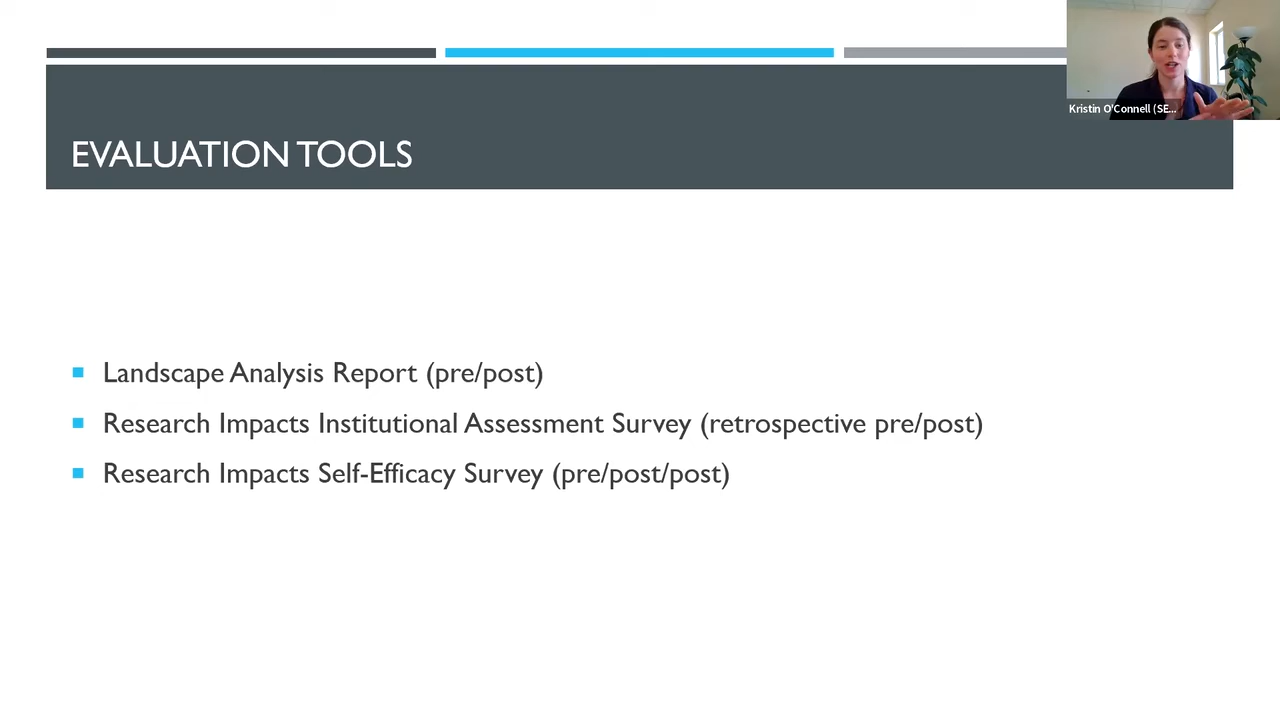 Kristin O'Connell (SE...
EVALUATION TOOLS
Landscape Analysis Report (pre/post)
Research Impacts Institutional Assessment Survey (retrospective pre/post)
Research Impacts Self-Efficacy Survey (pre/post/post)